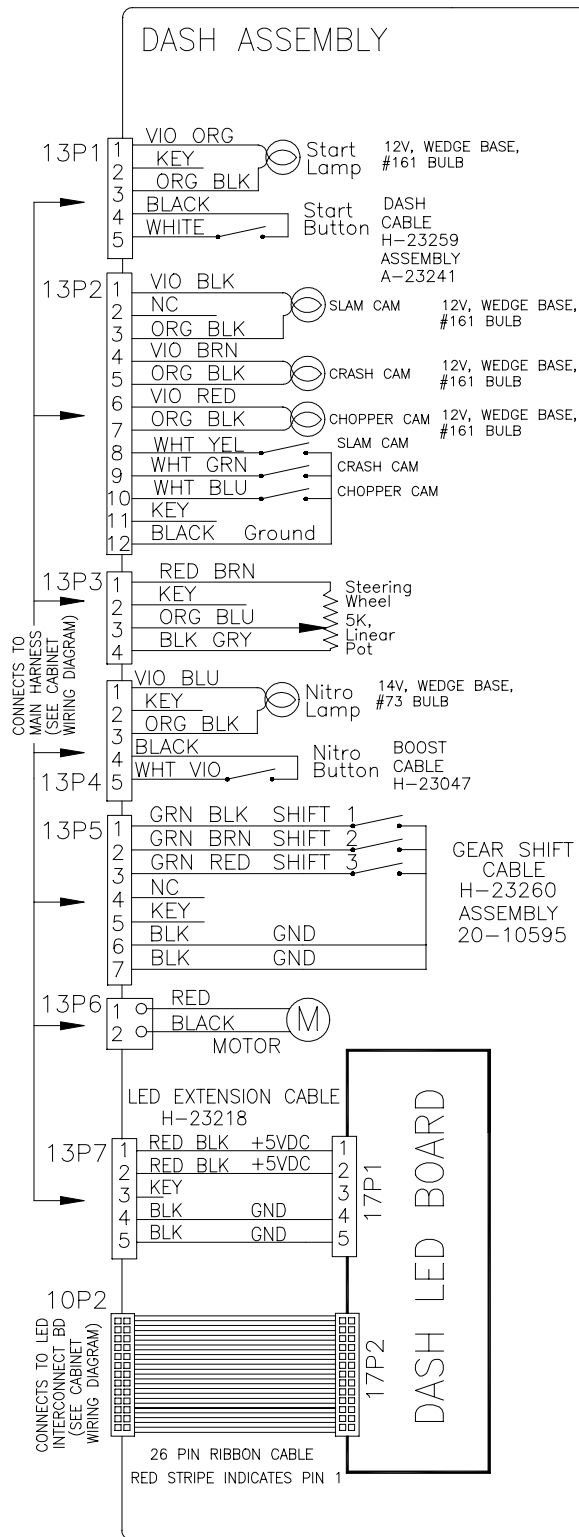 DASH ASSEMBLY
13P1
1 VIO ORG
2 KEY
3 ORG BLK
4 BLACK
5 WHITE
Start
Lamp
12V, WEDGE BASE,
#161 BULB
Start
Button
DASH
CABLE
H-23259
ASSEMBLY
A-23241
13P2
1 VIO BLK
2 NC
3 ORG BLK
4 VIO BRN
5 ORG BLK
6 VIO RED
7 ORG BLK
8 WHT YEL
9 WHT GRN
10 WHT BLU
11 KEY
12 BLACK Ground
SLAM CAM
12V, WEDGE BASE,
#161 BULB
CRASH CAM
12V, WEDGE BASE,
#161 BULB
CHOPPER CAM
12V, WEDGE BASE,
#161 BULB
SLAM CAM
CRASH CAM
CHOPPER CAM
13P3
1 RED BRN
2 KEY
3 ORG BLU
4 BLK GRY
Steering
Wheel
5K,
Linear
Pot
CONNECTS TO
MAIN HARNESS
(SEE CABINET
WIRING DIAGRAM)
13P4
1 VIO BLU
2 KEY
3 ORG BLK
4 BLACK
5 WHT VIO
Nitro
Lamp
14V, WEDGE BASE,
#73 BULB
Nitro
Button
BOOST
CABLE
H-23047
13P5
1 GRN BLK SHIFT 1
2 GRN BRN SHIFT 2
3 GRN RED SHIFT 3
4 NC
5 KEY
6 BLK GND
7 BLK GND
GEAR SHIFT
CABLE
H-23260
ASSEMBLY
20-10595
13P6
1 RED
2 BLACK
M
MOTOR
LED EXTENSION CABLE
H-23218
13P7
1 RED BLK +5VDC 1
2 RED BLK +5VDC 2
3 KEY 3
4 BLK GND 4
5 BLK GND 5
17P1
DASH LED BOARD
10P2
17P2
CONNECTS TO LED
INTERCONNECT BD
(SEE CABINET
WIRING DIAGRAM)
26 PIN RIBBON CABLE
RED STRIPE INDICATES PIN 1